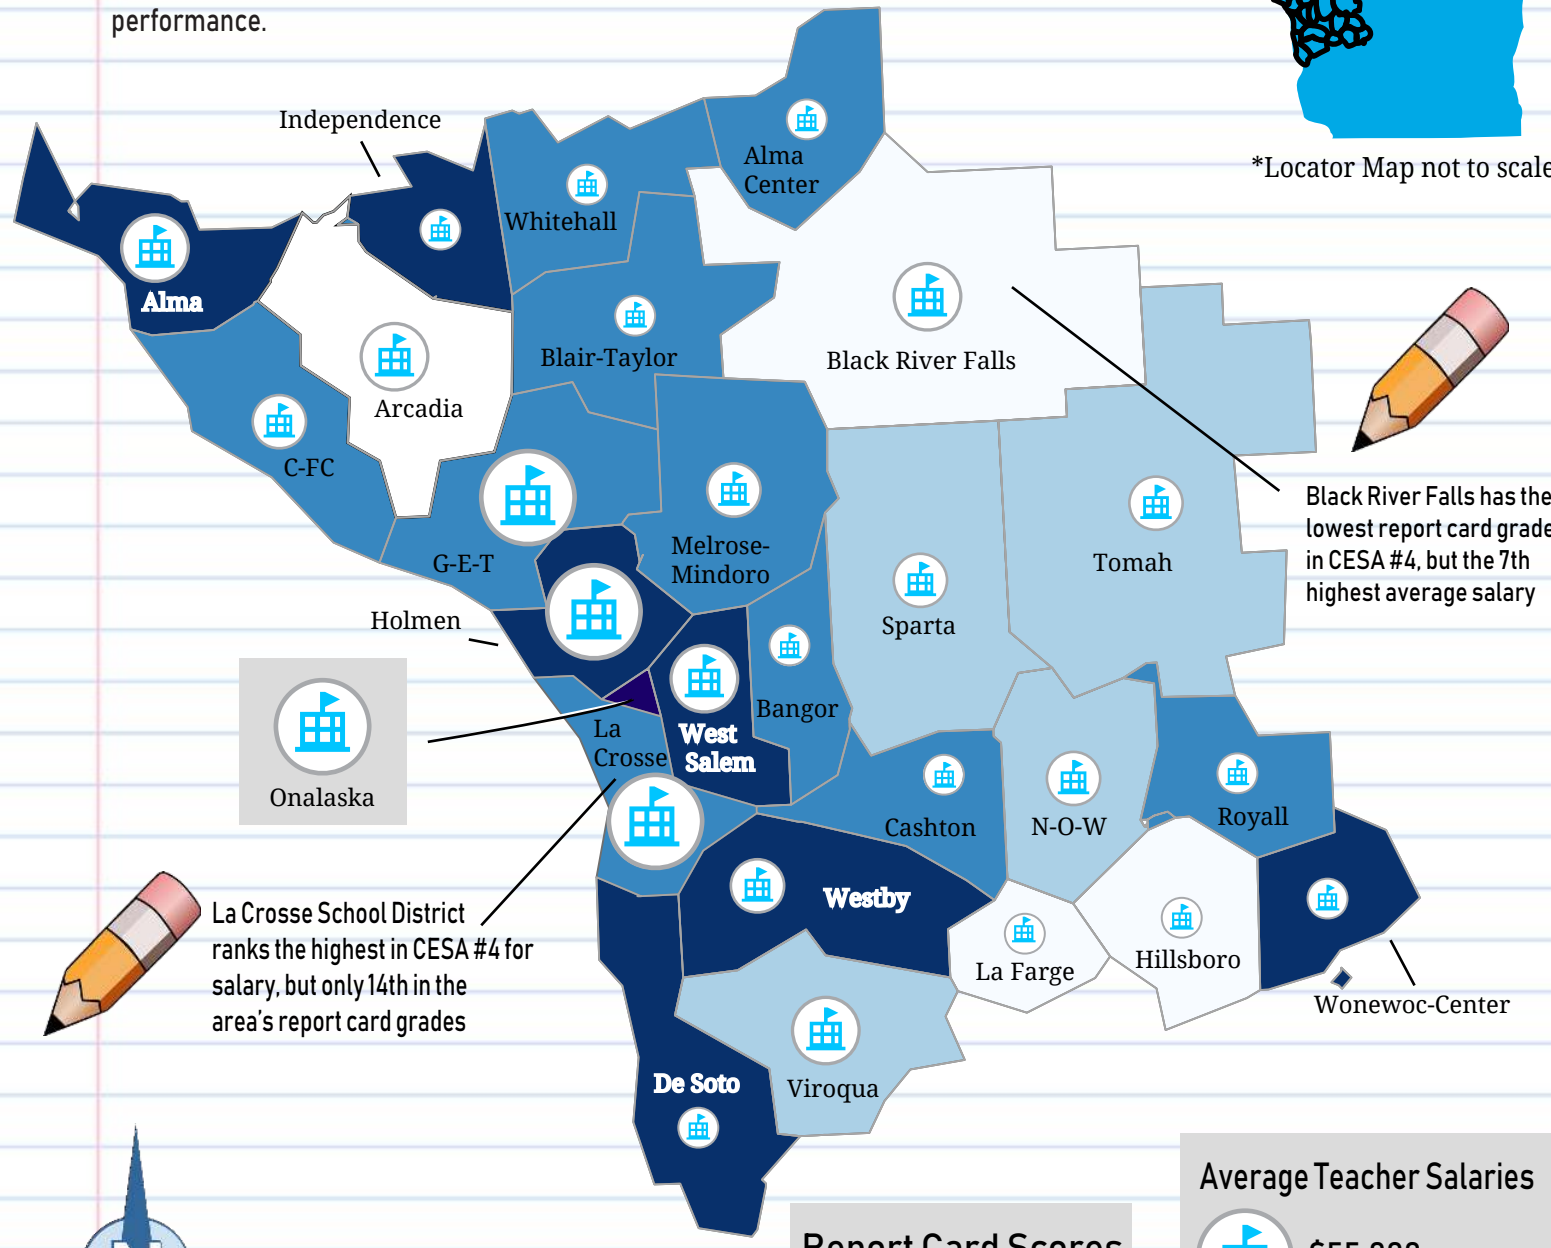 performance.
*Locator Map not to scale
Independence
Alma
Center
Whitehall
Alma
Blair-Taylor
Black River Falls
Arcadia
C-FC
Black River Falls has the
lowest report card grade
in CESA #4, but the 7th
highest average salary
G-E-T
Melrose-
Mindoro
Tomah
Holmen
Sparta
Bangor
La
Crosse
West
Salem
Onalaska
Cashton
N-O-W
Royall
La Crosse School District
ranks the highest in CESA #4 for
salary, but only 14th in the
area's report card grades
Westby
La Farge
Hillsboro
Wonewoc-Center
De Soto
Viroqua
Average Teacher Salaries
Report Card Scores